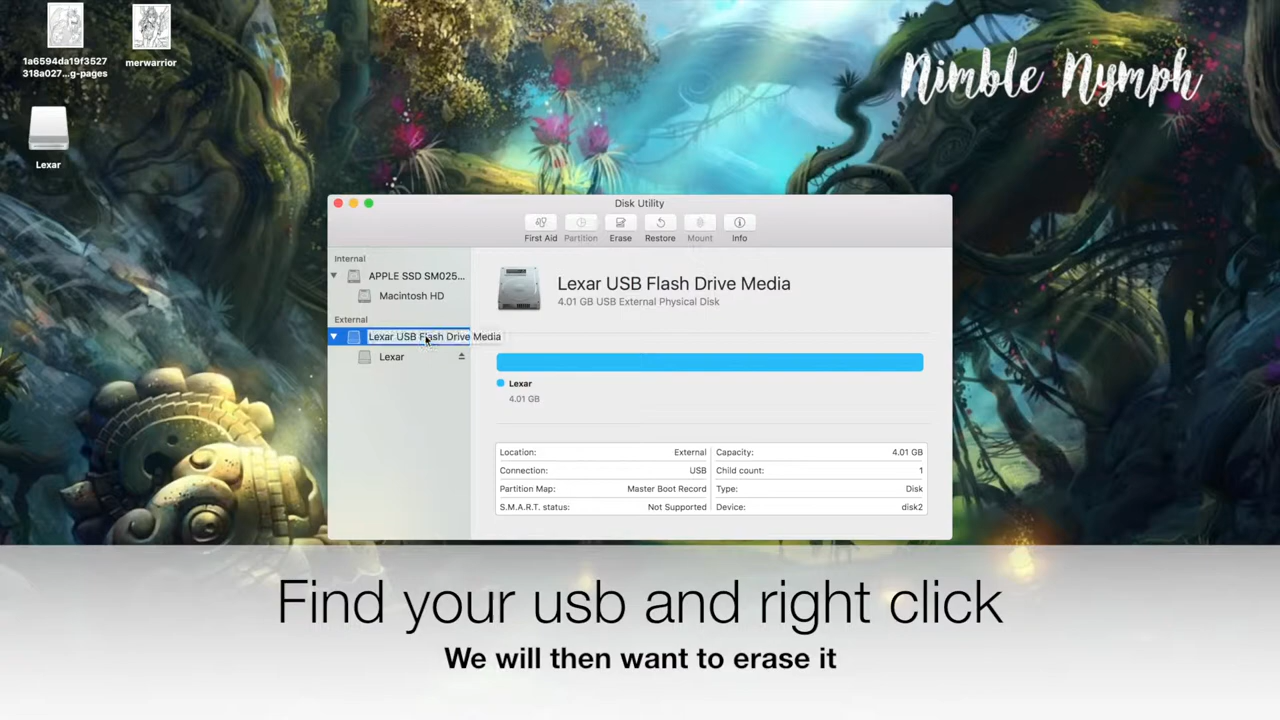 1a6594da19f3527
318a027...g-pages
merwarrior
Lexar
Nimble Nymph
Disk Utility
First Aid
Partition
Erase
Restore
Mount
Info
Internal
APPLE SSD SM025...
Macintosh HD
External
Lexar USB Flash Drive Media
Lexar
Lexar USB Flash Drive Media
4.01 GB USB External Physical Disk
Lexar
4.01 GB
Location: External
Capacity: 4.01 GB
Connection: USB
Child count: 1
Partition Map: Master Boot Record
Type: Disk
S.M.A.R.T. status: Not Supported
Device: disk2
Find your usb and right click
We will then want to erase it